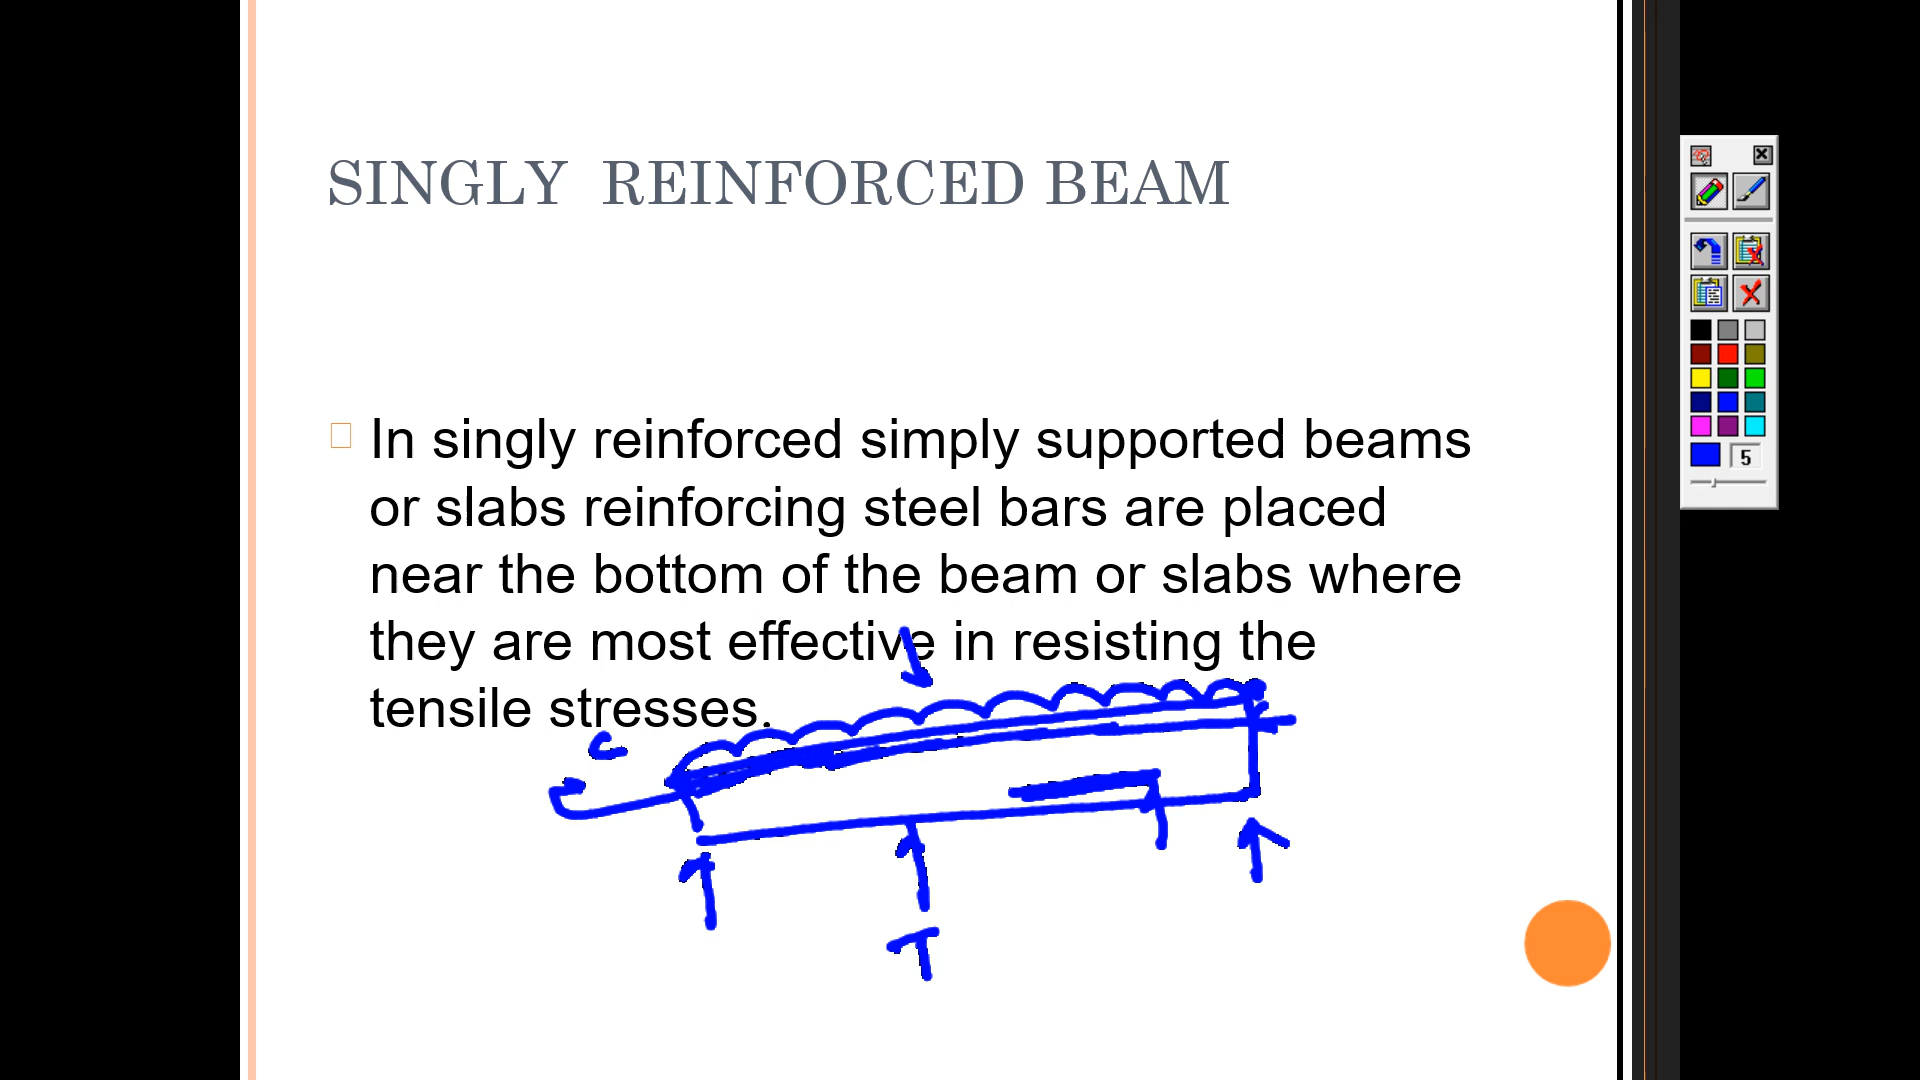 SINGLY REINFORCED BEAM
In singly reinforced simply supported beams
or slabs reinforcing steel bars are placed
near the bottom of the beam or slabs where
they are most effective in resisting the
tensile stresses.
C
T
5